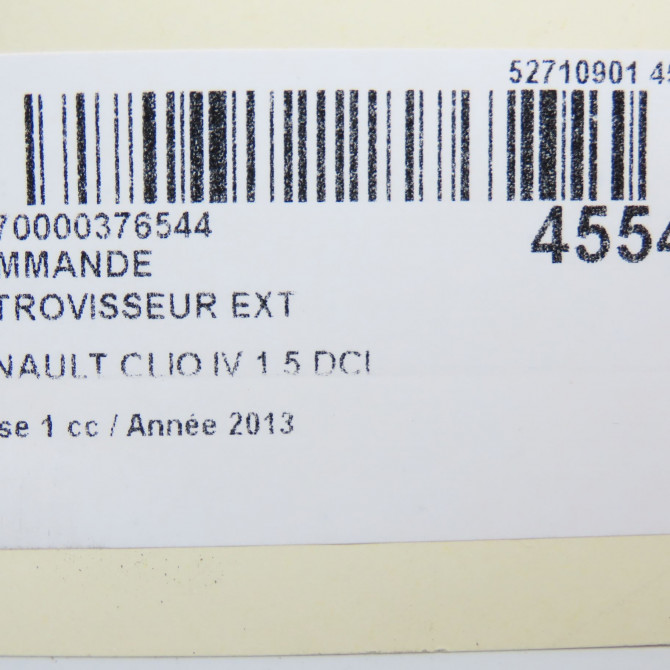 52710901 45
70000376544
4554
MMANDE
TROVISSEUR EXT
NAULT CLIO IV 1.5 DCI
se 1 cc / Année 2013